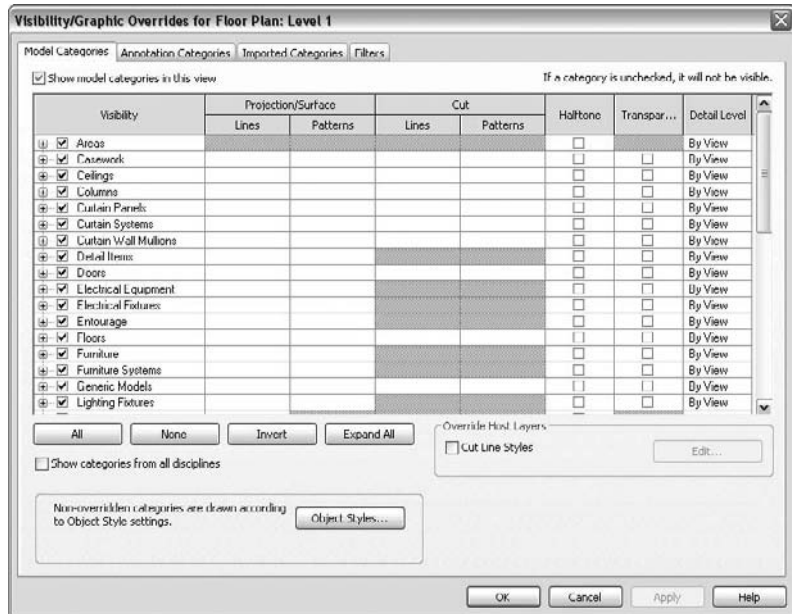 Visibility/Graphic Overrides for Floor Plan: Level 1
Model Categories Annotation Categories Imported Categories Filters
Show model categories in this view If a category is unchecked, it will not be visible.
Visibility Projection/Surface Cut Halftone Transpar... Detail Level
Lines Patterns Lines Patterns
Areas By View
Casework By View
Ceilings By View
Columns By View
Curtain Panels By View
Curtain Systems By View
Curtain Wall Mullions By View
Detail Items By View
Doors By View
Electrical Equipment By View
Electrical Fixtures By View
Entourage By View
Floors By View
Furniture By View
Furniture Systems By View
Generic Models By View
Lighting Fixtures By View
All None Invert Expand All
Override Host Layers
Cut Line Styles Edit...
Show categories from all disciplines
Non-overridden categories are drawn according
to Object Style settings.
Object Styles...
OK Cancel Apply Help